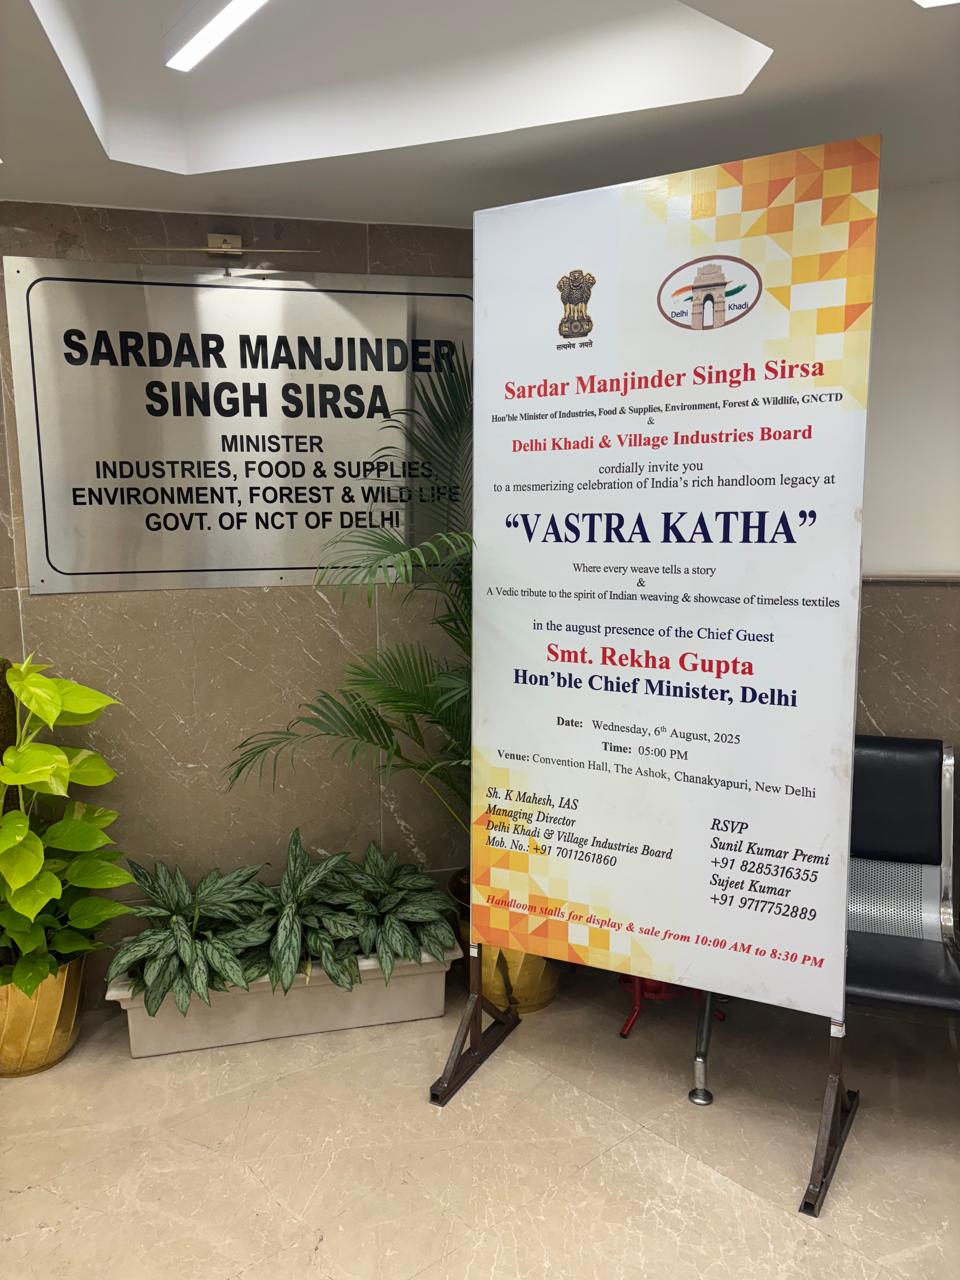 SARDAR MANJINDER
SINGH SIRSA
MINISTER
INDUSTRIES, FOOD & SUPPLIES,
ENVIRONMENT, FOREST & WILD LIFE
GOVT. OF NCT OF DELHI
सत्यमेव जयते
Delhi Khadi
Sardar Manjinder Singh Sirsa
Hon'ble Minister of Industries, Food & Supplies, Environment, Forest & Wildlife, GNCTD
&
Delhi Khadi & Village Industries Board
cordially invite you
to a mesmerizing celebration of India's rich handloom legacy at
“VASTRA KATHA”
Where every weave tells a story
&
A Vedic tribute to the spirit of Indian weaving & showcase of timeless textiles
in the august presence of the Chief Guest
Smt. Rekha Gupta
Hon'ble Chief Minister, Delhi
Date: Wednesday, 6th August, 2025
Time: 05:00 PM
Venue: Convention Hall, The Ashok, Chanakyapuri, New Delhi
Sh. K Mahesh, IAS
Managing Director
Delhi Khadi & Village Industries Board
Mob. No.: +91 7011261860
RSVP
Sunil Kumar Premi
+91 8285316355
Sujeet Kumar
+91 9717752889
Handloom stalls for display & sale from 10:00 AM to 8:30 PM